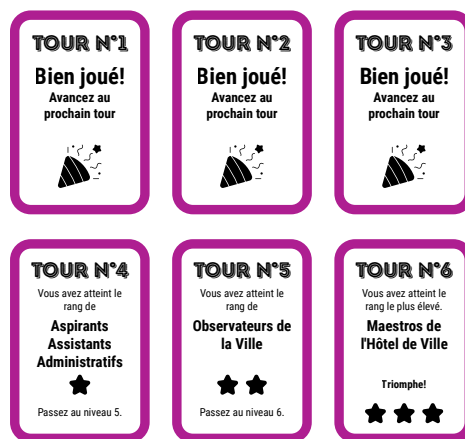 TOUR N°1
Bien joué!
Avancez au
prochain tour
TOUR N°2
Bien joué!
Avancez au
prochain tour
TOUR N°3
Bien joué!
Avancez au
prochain tour
TOUR N°4
Vous avez atteint le
rang de
Aspirants
Assistants
Administratifs
Passez au niveau 5.
TOUR N°5
Vous avez atteint le
rang de
Observateurs de
la Ville
Passez au niveau 6.
TOUR N°6
Vous avez atteint le
rang le plus élevé.
Maestros de
l'Hôtel de Ville
Triomphe!